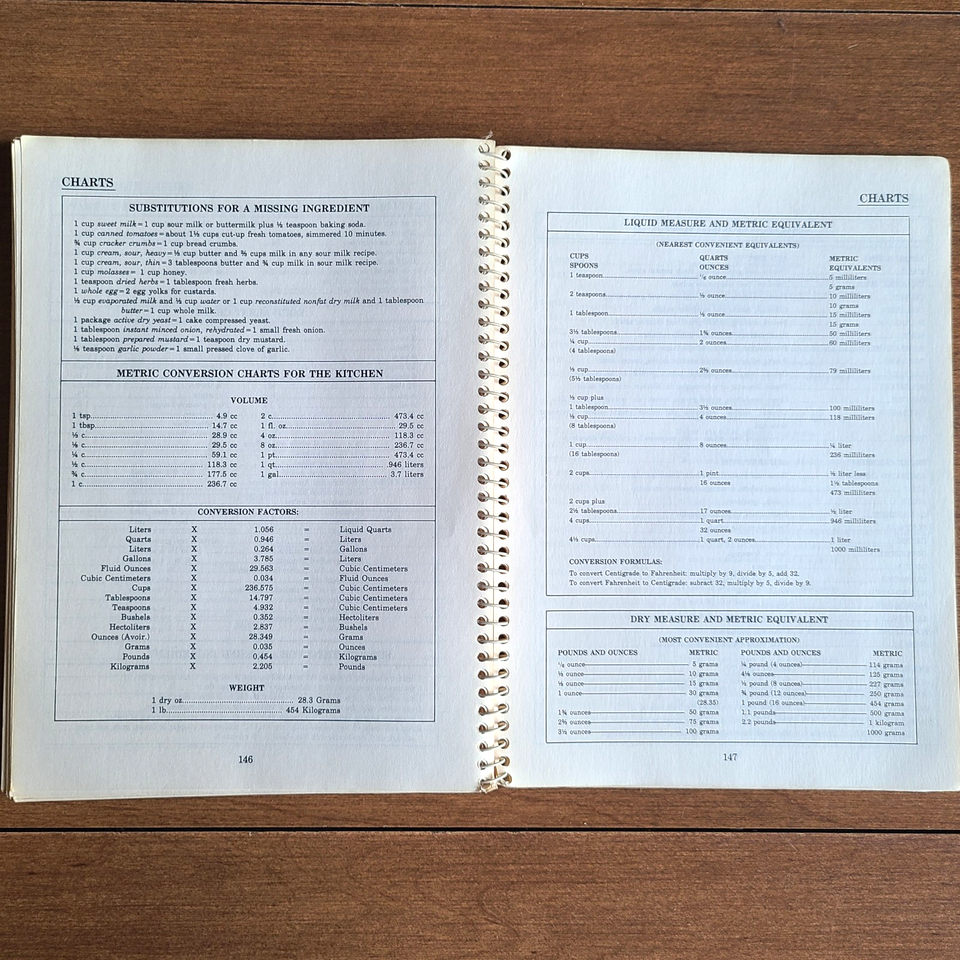 CHARTS
SUBSTITUTIONS FOR A MISSING INGREDIENT
1 cup sweet milk=1 cup sour milk or buttermilk plus ½ teaspoon baking soda.
1 cup canned tomatoes=about 1⅓ cups cut-up fresh tomatoes, simmered 10 minutes.
¾ cup cracker crumbs=1 cup bread crumbs.
1 cup cream, sour, heavy=⅓ cup butter and ⅔ cups milk in any sour milk recipe.
1 cup cream, sour, thin=3 tablespoons butter and ¾ cup milk in sour milk recipe.
1 cup molasses= 1 cup honey.
1 teaspoon dried herbs=1 tablespoon fresh herbs.
1 whole egg=2 egg yolks for custards.
½ cup evaporated milk and ½ cup water or 1 cup reconstituted nonfat dry milk and 1 tablespoon
butter=1 cup whole milk.
1 package active dry yeast=1 cake compressed yeast.
1 tablespoon instant minced onion, rehydrated=1 small fresh onion.
1 tablespoon prepared mustard=1 teaspoon dry mustard.
⅛ teaspoon garlic powder=1 small pressed clove of garlic.
METRIC CONVERSION CHARTS FOR THE KITCHEN
VOLUME
1 tsp. 4.9 cc 2 c. 473.4 cc
1 tbsp. 14.7 cc 1 fl. oz. 29.5 cc
c. 28.9 cc 4 oz. 118.3 cc
⅛ c. 29.5 cc 8 oz. 236.7 cc
¼ c. 59.1 cc 1 pt. 473.4 cc
½ c. 118.3 cc 1 qt. .946 liters
¾ c. 177.5 cc 1 gal. 3.7 liters
1 c. 236.7 cc
CONVERSION FACTORS:
Liters X 1.056 = Liquid Quarts
Quarts X 0.946 = Liters
Liters X 0.264 = Gallons
Gallons X 3.785 = Liters
Fluid Ounces X 29.563 = Cubic Centimeters
Cubic Centimeters X 0.034 = Fluid Ounces
Cups X 236.575 = Cubic Centimeters
Tablespoons X 14.797 = Cubic Centimeters
Teaspoons X 4.932 = Cubic Centimeters
Bushels X 0.352 = Hectoliters
Hectoliters X 2.837 = Bushels
Ounces (Avoir.) X 28.349 = Grams
Grams X 0.035 = Ounces
Pounds X 0.454 = Kilograms
Kilograms X 2.205 = Pounds
WEIGHT
1 dry oz. 28.3 Grams
1 lb. 454 Kilograms
146
CHARTS
LIQUID MEASURE AND METRIC EQUIVALENT
(NEAREST CONVENIENT EQUIVALENTS)
CUPS QUARTS METRIC
SPOONS OUNCES EQUIVALENTS
1 teaspoon ⅙ ounce 5 milliliters
5 grams
2 teaspoons ⅓ ounce 10 milliliters
10 grams
1 tablespoon ½ ounce 15 milliliters
15 grams
3⅓ tablespoons 1¾ ounces 50 milliliters
¼ cup 2 ounces 60 milliliters
(4 tablespoons)
⅓ cup 2⅔ ounces 79 milliliters
(5⅓ tablespoons)
⅓ cup plus
1 tablespoon 3½ ounces 100 milliliters
½ cup 4 ounces 118 milliliters
(8 tablespoons)
1 cup 8 ounces ¼ liter
(16 tablespoons) 236 milliliters
2 cups 1 pint ½ liter less
16 ounces 1½ tablespoons
473 milliliters
2 cups plus
2½ tablespoons 17 ounces ½ liter
4 cups 1 quart 946 milliliters
32 ounces
4⅓ cups 1 quart, 2 ounces 1 liter
1000 milliliters
CONVERSION FORMULAS:
To convert Centigrade to Fahrenheit: multiply by 9, divide by 5, add 32.
To convert Fahrenheit to Centigrade: subract 32, multiply by 5, divide by 9.
DRY MEASURE AND METRIC EQUIVALENT
(MOST CONVENIENT APPROXIMATION)
POUNDS AND OUNCES METRIC POUNDS AND OUNCES METRIC
⅙ ounce 5 grams ¼ pound (4 ounces) 114 grams
⅓ ounce 10 grams 4⅛ ounces 125 grams
½ ounce 15 grams ½ pound (8 ounces) 227 grams
1 ounce 30 grams ¾ pound (12 ounces) 250 grams
(28.35) 1 pound (16 ounces) 454 grams
1¾ ounces 50 grams 1.1 pounds 500 grams
2⅔ ounces 75 grams 2.2 pounds 1 kilogram
3½ ounces 100 grams 1000 grams
147